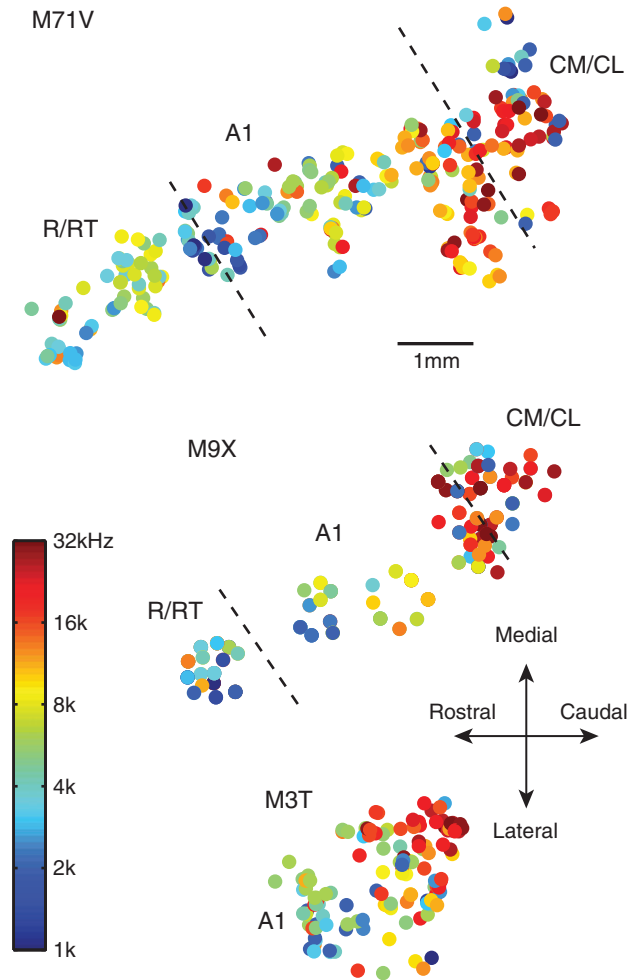 M71V
CM/CL
A1
R/RT
1mm
CM/CL
M9X
32kHz
A1
16k
R/RT
Medial
8k
Rostral
Caudal
4k
M3T
Lateral
2k
A1
1k